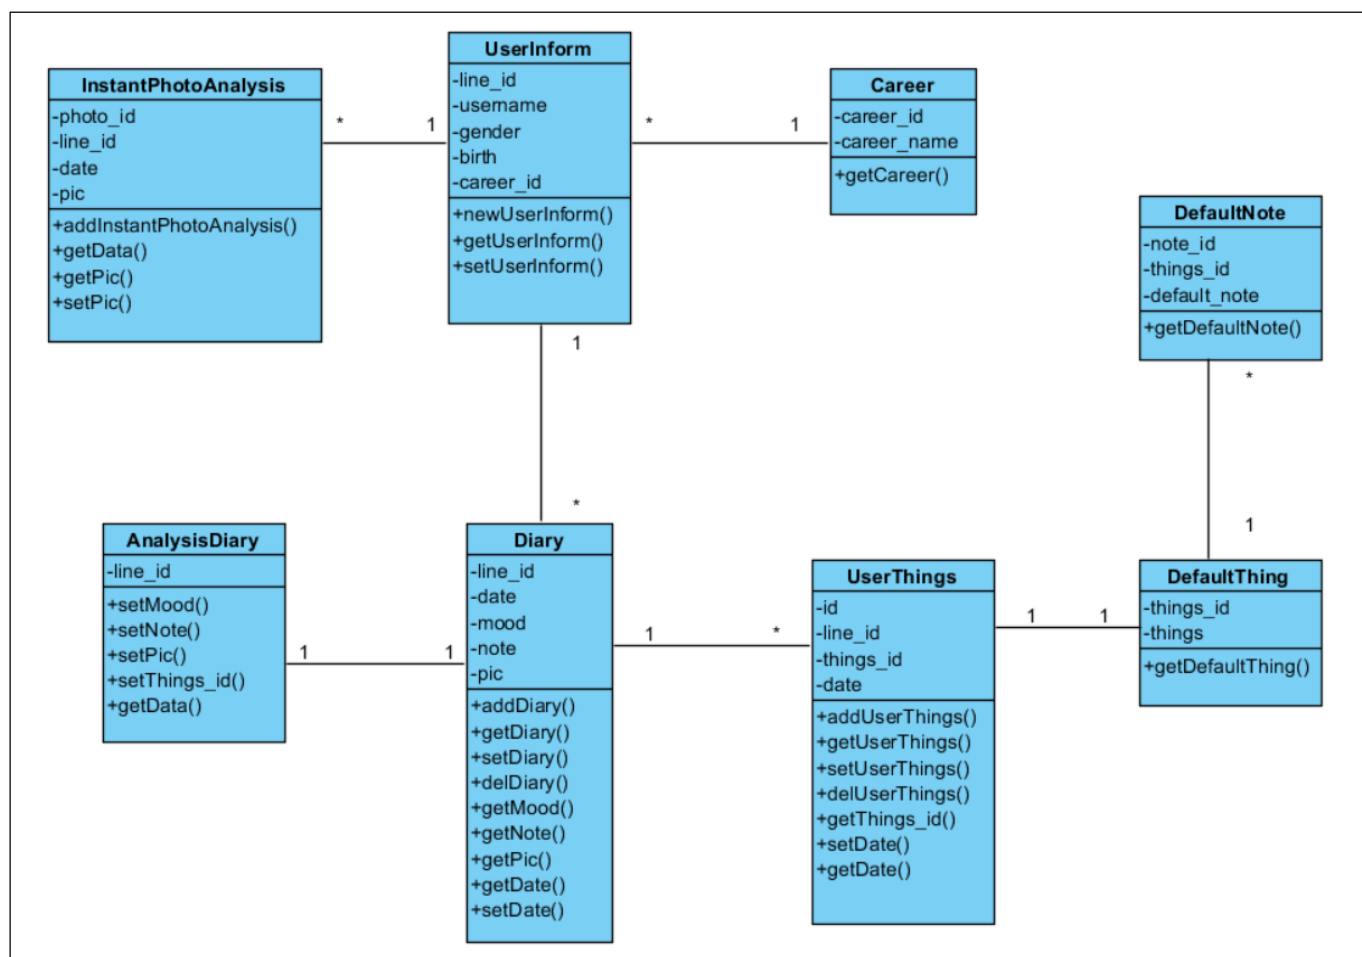 InstantPhotoAnalysis
-photo_id
-line_id
-date
-pic
+addInstantPhotoAnalysis()
+getData()
+getPic()
+setPic()
*
1
UserInform
-line_id
-username
-gender
-birth
-career_id
+newUserInform()
+getUserInform()
+setUserInform()
*
1
Career
-career_id
-career_name
+getCareer()
DefaultNote
-note_id
-things_id
-default_note
+getDefaultNote()
*
1
1
*
AnalysisDiary
-line_id
+setMood()
+setNote()
+setPic()
+setThings_id()
+getData()
1
1
Diary
-line_id
-date
-mood
-note
-pic
+addDiary()
+getDiary()
+setDiary()
+delDiary()
+getMood()
+getNote()
+getPic()
+getDate()
+setDate()
1
*
UserThings
-id
-line_id
-things_id
-date
+addUserThings()
+getUserThings()
+setUserThings()
+delUserThings()
+getThings_id()
+setDate()
+getDate()
1
1
DefaultThing
-things_id
-things
+getDefaultThing()